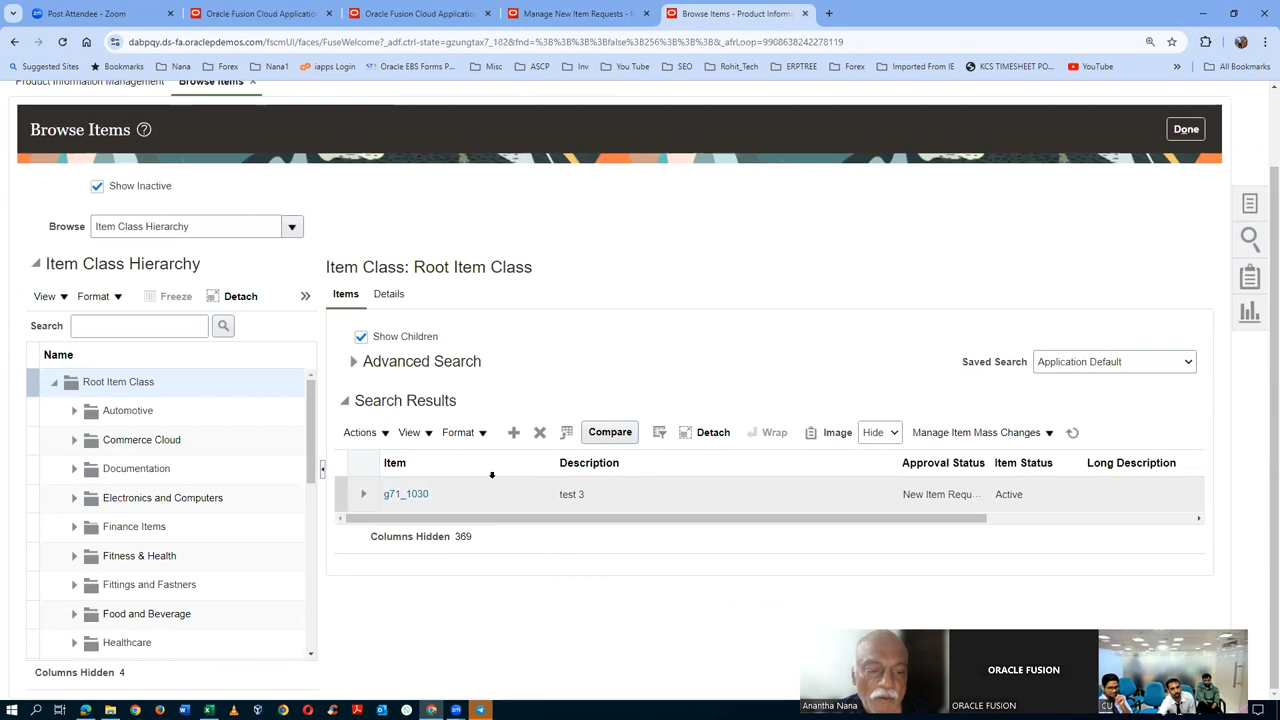 Post Attendee - Zoom
Oracle Fusion Cloud Application
Oracle Fusion Cloud Application
Manage New Item Requests - P
Browse Items - Product Informa
dabpqy.ds-fa.oraclepdemos.com/fscmUI/faces/FuseWelcome?_adf.ctrl-state=gzungtax7_182&fnd=%3B%3B%3B%3Bfalse%3B256%3B%3B%3B&_afrLoop=9908638242278119
Suggested Sites Bookmarks Nana Forex Nana1 iapps Login Oracle EBS Forms P... Misc ASCP Inv You Tube SEO Rohit_Tech ERPTREE Forex Imported From IE KCS TIMESHEET PO... YouTube All Bookmarks
Product Information Management Browse Items
Browse Items
Done
Show Inactive
Browse Item Class Hierarchy
Item Class Hierarchy
Item Class: Root Item Class
View Format Freeze Detach
Items Details
Search
Show Children
Name
Advanced Search
Saved Search Application Default
Root Item Class
Automotive
Commerce Cloud
Documentation
Electronics and Computers
Finance Items
Fitness & Health
Fittings and Fastners
Food and Beverage
Healthcare
Columns Hidden 4
Search Results
Actions View Format Compare Detach Wrap Image Hide Manage Item Mass Changes
Item Description Approval Status Item Status Long Description
g71_1030 test 3 New Item Requ... Active
Columns Hidden 369
ORACLE FUSION
Anantha Nana
ORACLE FUSION
CU